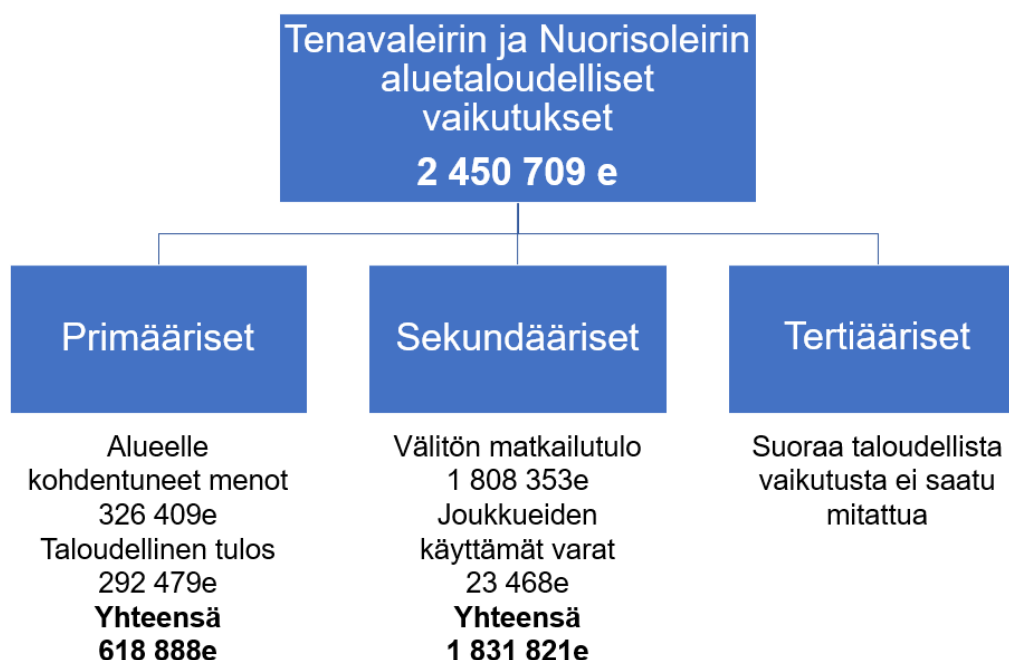 Tenavaleirin ja Nuorisoleirin
aluetaloudelliset
vaikutukset
2 450 709 e
Primääriset
Sekundääriset
Tertiääriset
Alueelle
kohdentuneet menot
326 409e
Taloudellinen tulos
292 479e
Yhteensä
618 888e
Välitön matkailutulo
1 808 353e
Joukkueiden
käyttämät varat
23 468e
Yhteensä
1 831 821e
Suoraa taloudellista
vaikutusta ei saatu
mitattua